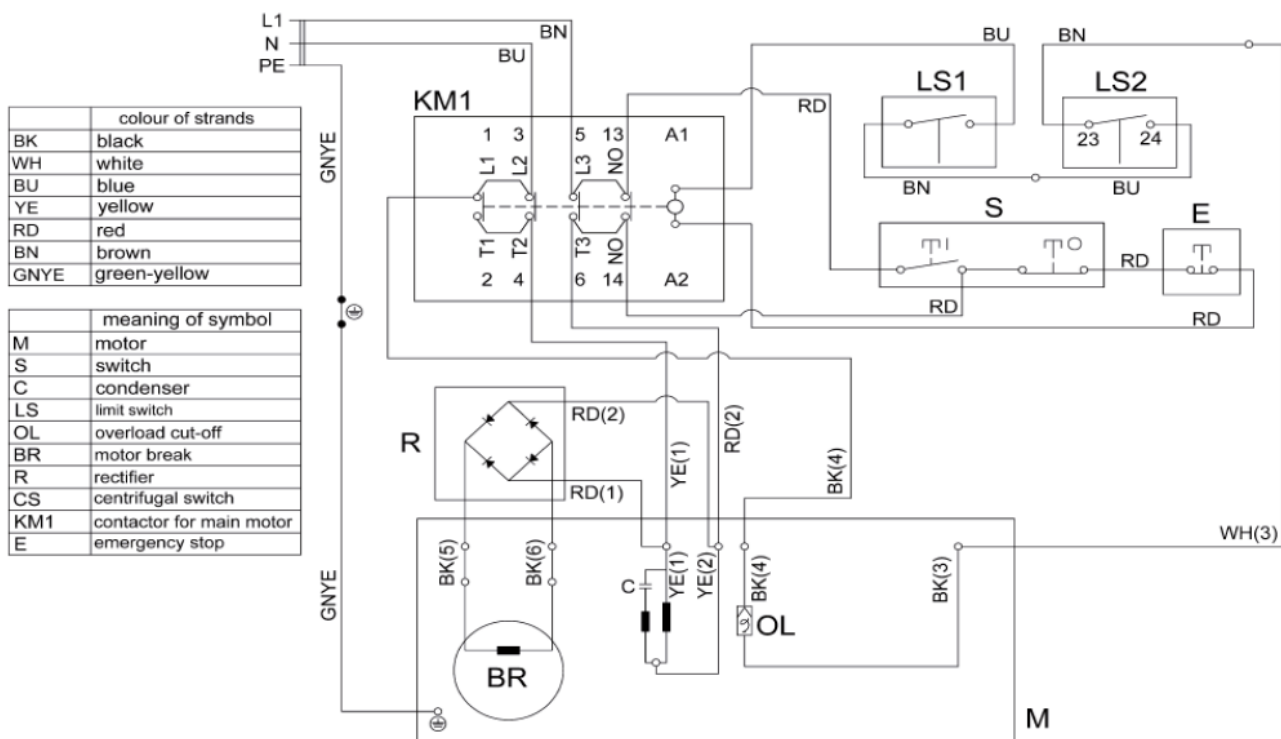 L1
N
PE
BN
BU
BU
BN
LS1
LS2
KM1
RD
23 24
BN
BU
1 3 5 13 A1
L1 L2 L3 NO
T1 T2 T3 NO
2 4 6 14 A2
S
E
I
O
RD
RD
RD
colour of strands
BK black
WH white
BU blue
YE yellow
RD red
BN brown
GNYE green-yellow
GNYE
meaning of symbol
M motor
S switch
C condenser
LS limit switch
OL overload cut-off
BR motor break
R rectifier
CS centrifugal switch
KM1 contactor for main motor
E emergency stop
R
RD(2)
RD(1)
YE(1)
RD(2)
BK(4)
WH(3)
GNYE
BK(5)
BK(6)
C
YE(1)
YE(2)
BK(4)
OL
BK(3)
BR
M